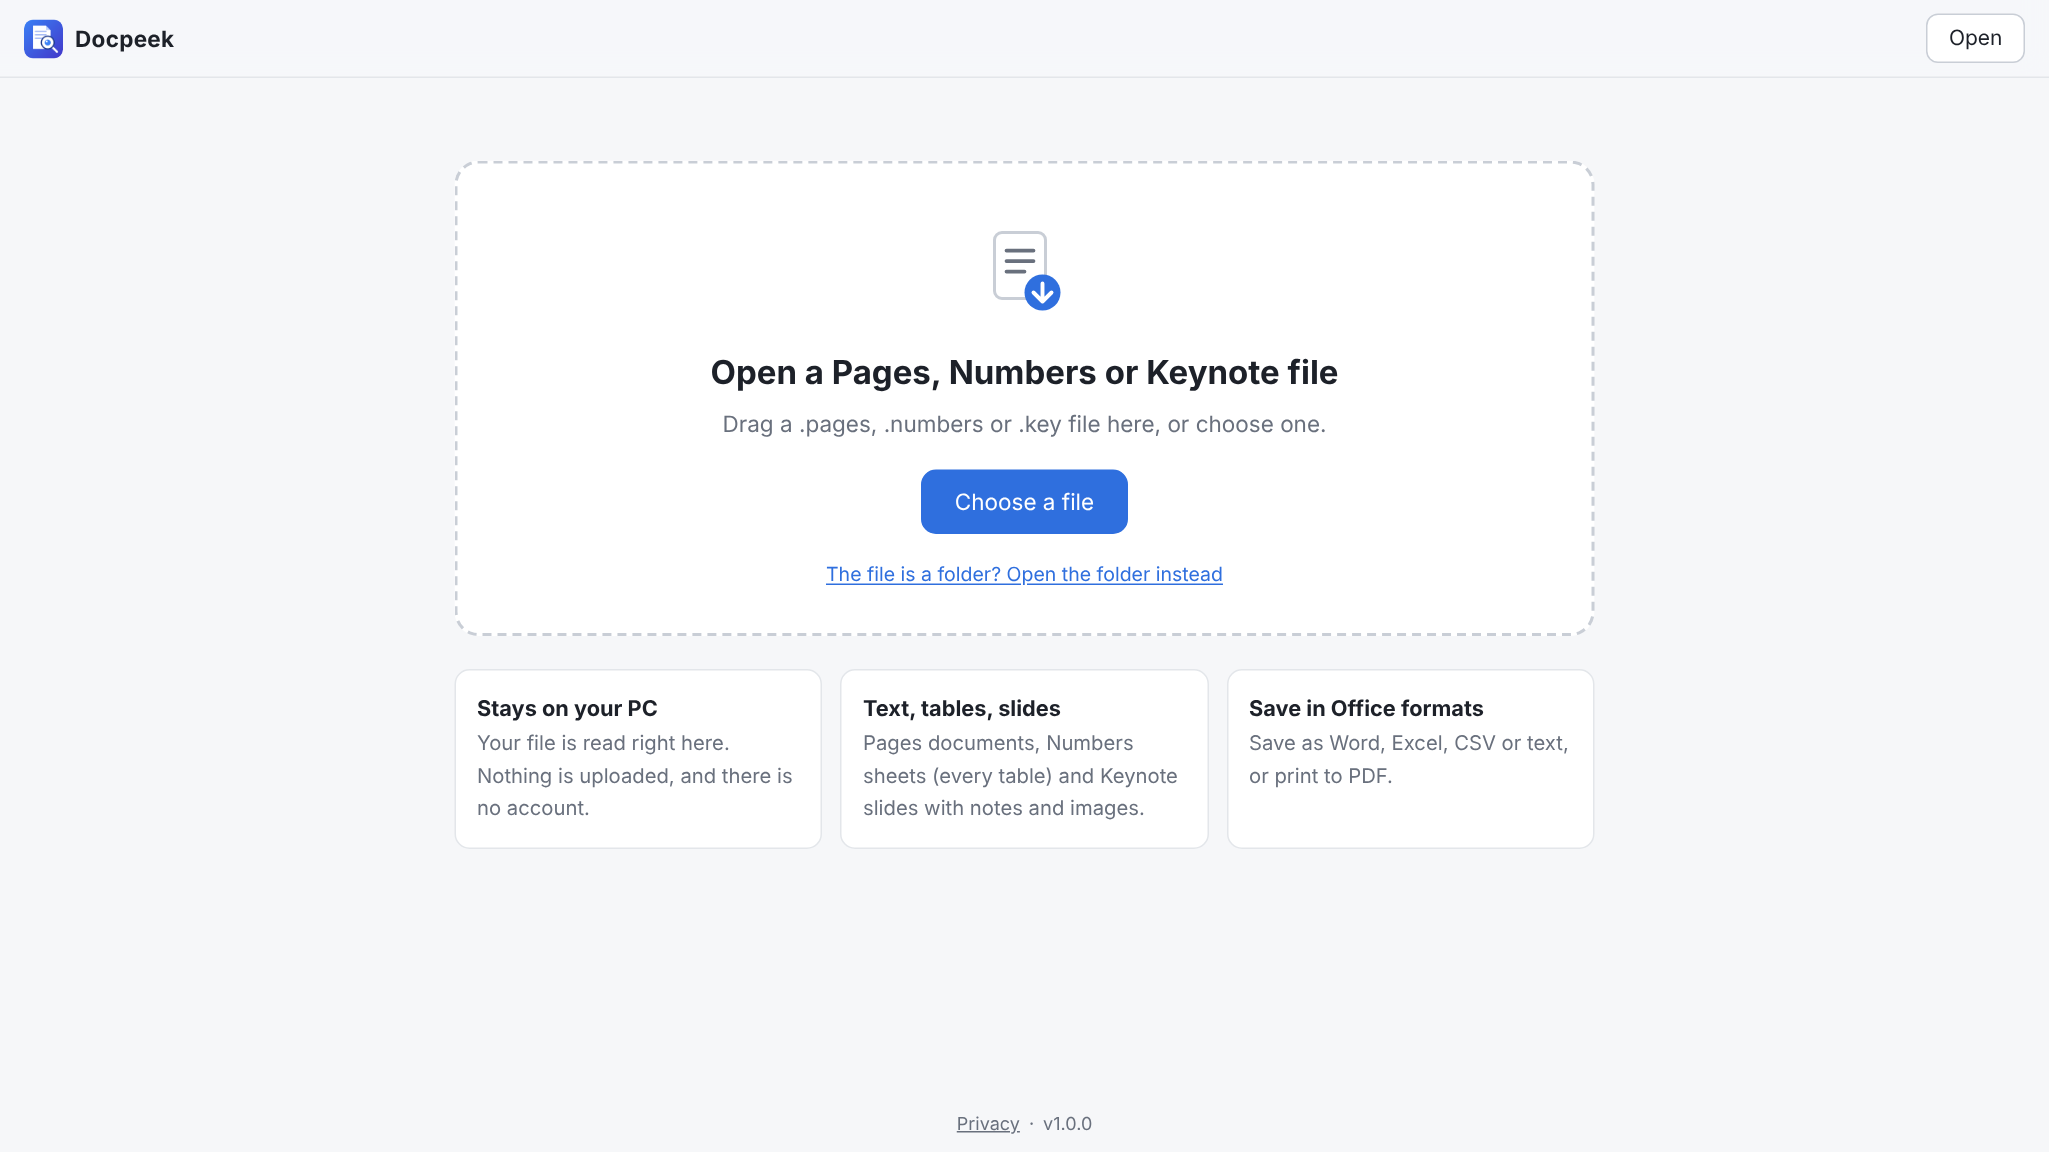 Docpeek
Open
Open a Pages, Numbers or Keynote file
Drag a .pages, .numbers or .key file here, or choose one.
Choose a file
The file is a folder? Open the folder instead
Stays on your PC
Your file is read right here.
Nothing is uploaded, and there is
no account.
Text, tables, slides
Pages documents, Numbers
sheets (every table) and Keynote
slides with notes and images.
Save in Office formats
Save as Word, Excel, CSV or text,
or print to PDF.
Privacy · v1.0.0